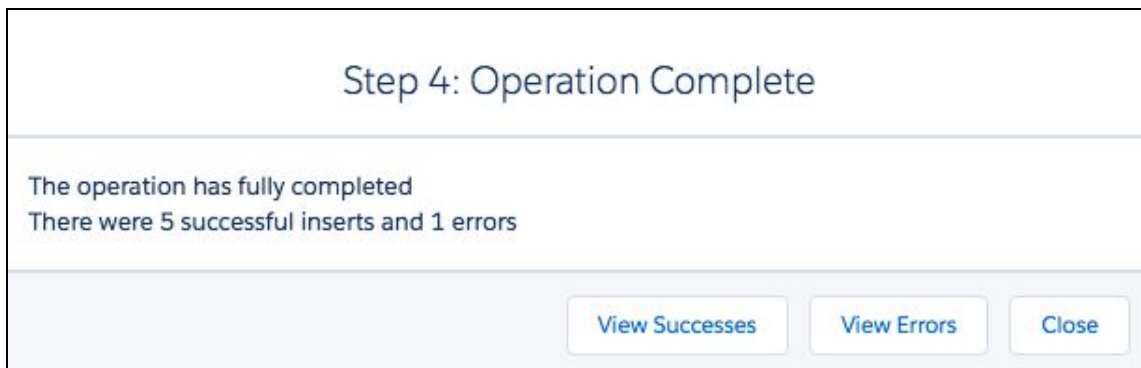 Step 4: Operation Complete
The operation has fully completed
There were 5 successful inserts and 1 errors
View Successes
View Errors
Close